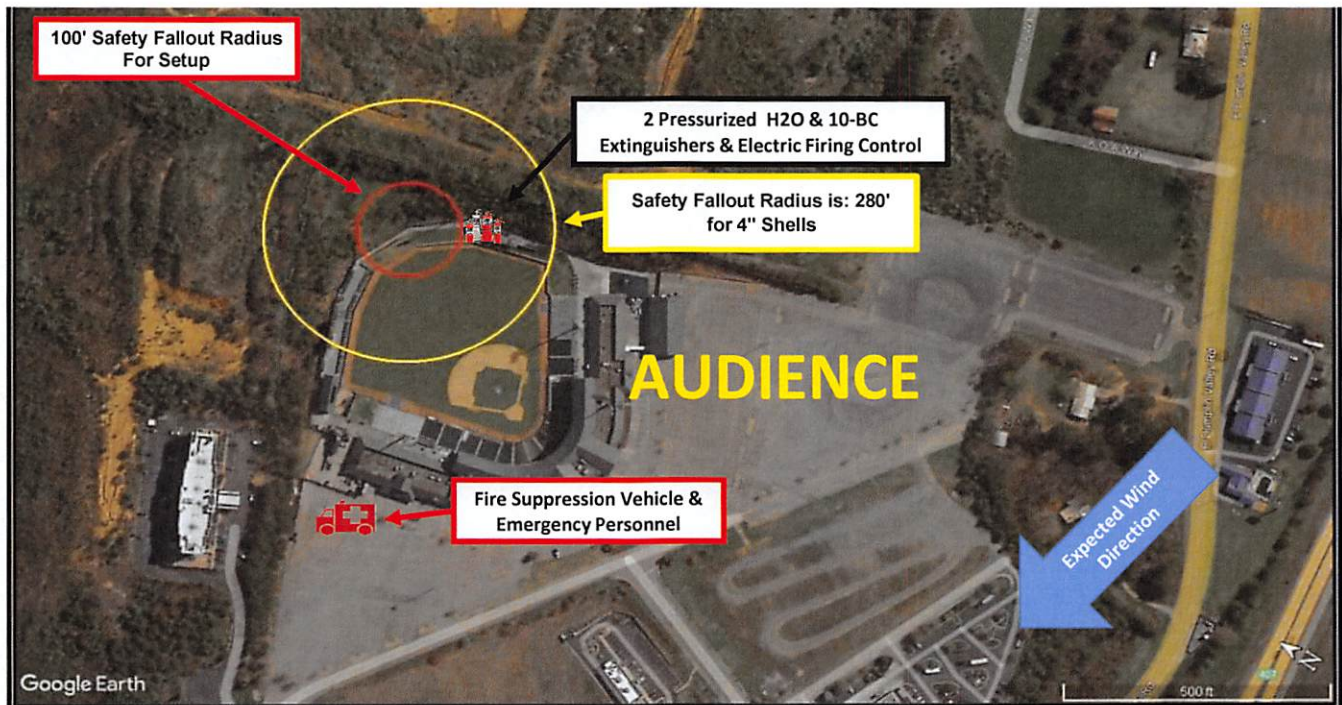 100' Safety Fallout Radius
For Setup
2 Pressurized H2O & 10-BC
Extinguishers & Electric Firing Control
Safety Fallout Radius is: 280'
for 4" Shells
AUDIENCE
Fire Suppression Vehicle &
Emergency Personnel
Expected Wind
Direction
Google Earth
N
407
500 ft